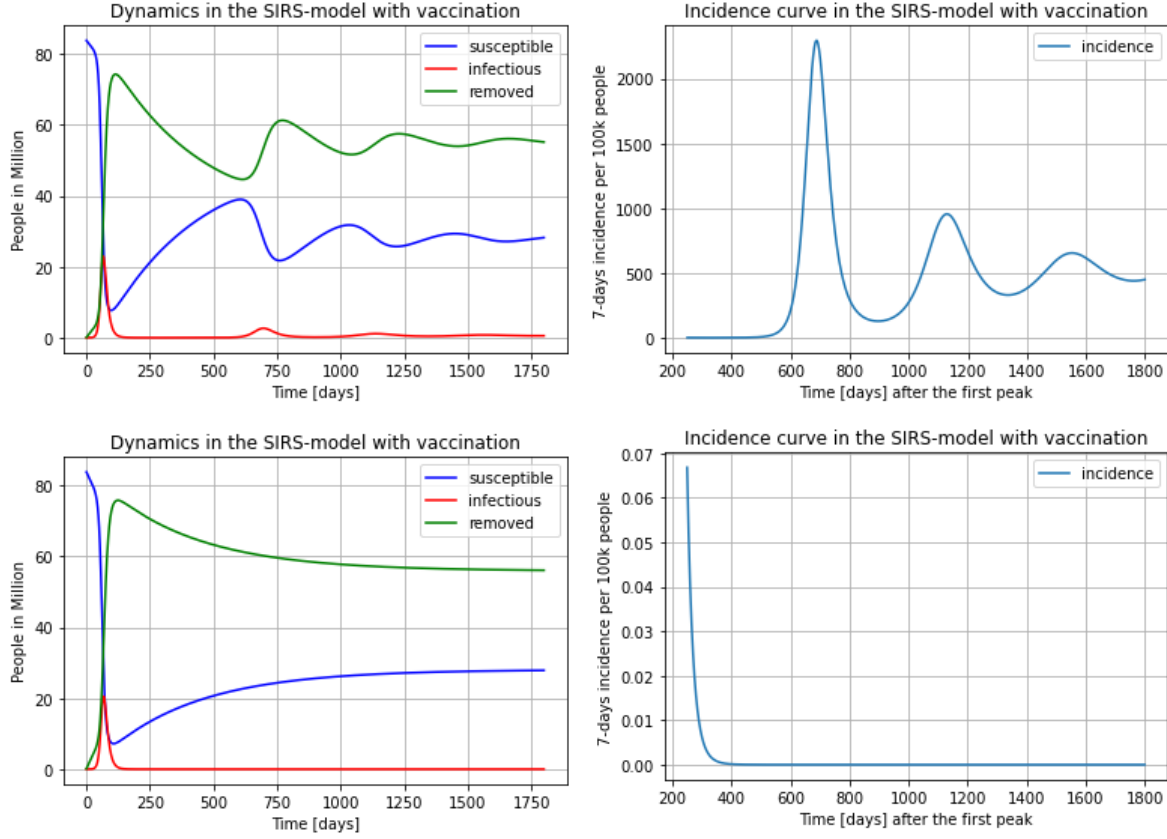 Dynamics in the SIRS-model with vaccination
People in Million
80
60
40
20
0
susceptible
infectious
removed
0 250 500 750 1000 1250 1500 1750
Time [days]
Incidence curve in the SIRS-model with vaccination
7-days incidence per 100k people
2000
1500
1000
500
0
incidence
200 400 600 800 1000 1200 1400 1600 1800
Time [days] after the first peak
Dynamics in the SIRS-model with vaccination
People in Million
80
60
40
20
0
susceptible
infectious
removed
0 250 500 750 1000 1250 1500 1750
Time [days]
Incidence curve in the SIRS-model with vaccination
7-days incidence per 100k people
0.07
0.06
0.05
0.04
0.03
0.02
0.01
0.00
incidence
200 400 600 800 1000 1200 1400 1600 1800
Time [days] after the first peak